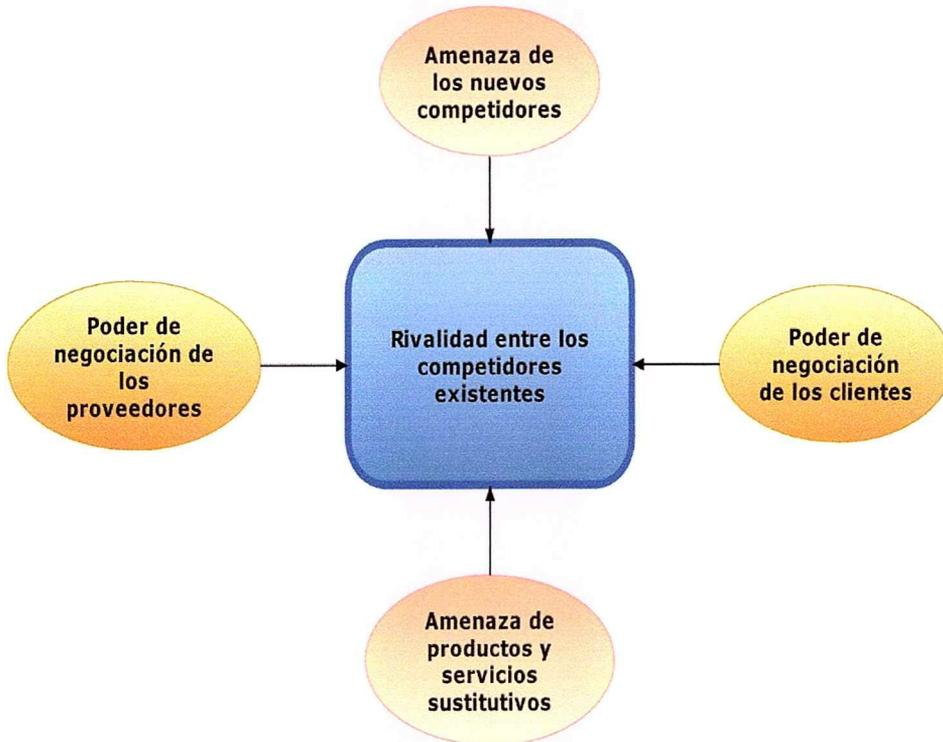 Amenaza de
los nuevos
competidores
Poder de
negociación de
los
proveedores
Rivalidad entre los
competidores
existentes
Poder de
negociación
de los clientes
Amenaza de
productos y
servicios
sustitutivos